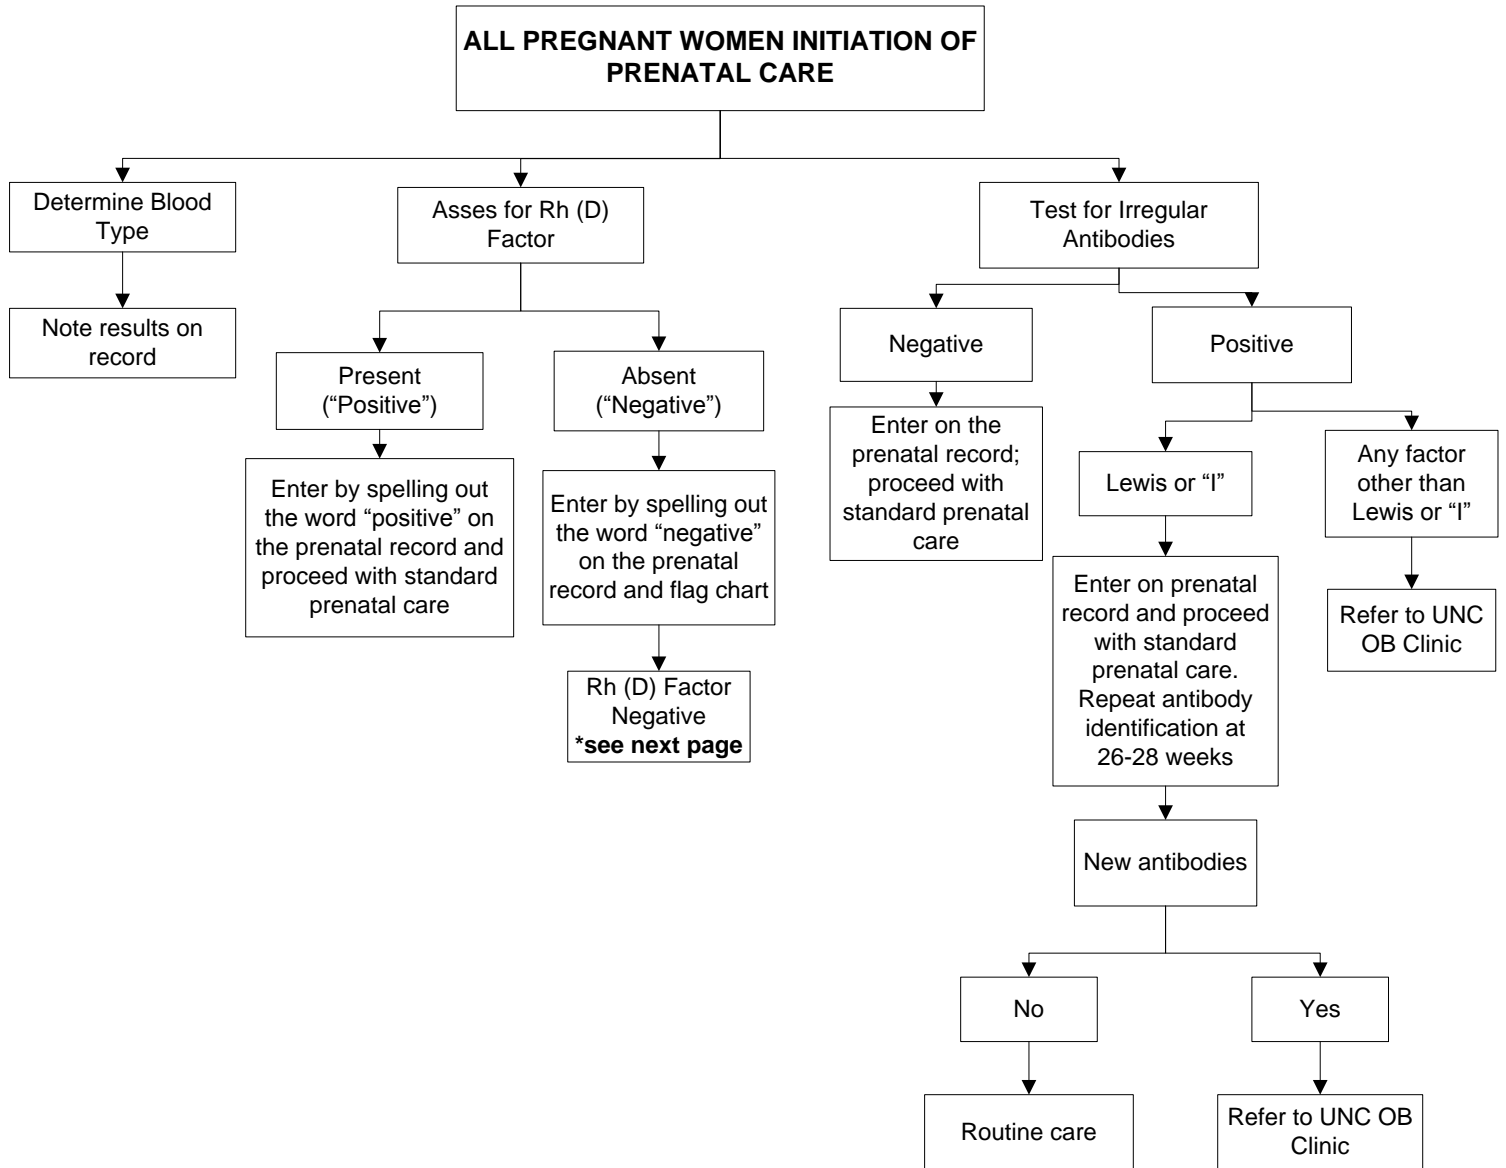 ALL PREGNANT WOMEN INITIATION OF
PRENATAL CARE
Determine Blood
Type
Note results on
record
Asses for Rh (D)
Factor
Present
(“Positive”)
Enter by spelling out
the word “positive” on
the prenatal record and
proceed with standard
prenatal care
Absent
(“Negative”)
Enter by spelling out
the word “negative”
on the prenatal
record and flag chart
Rh (D) Factor
Negative
*see next page
Test for Irregular
Antibodies
Negative
Enter on the
prenatal record;
proceed with
standard prenatal
care
Positive
Lewis or “I”
Enter on prenatal
record and proceed
with standard
prenatal care.
Repeat antibody
identification at
26-28 weeks
New antibodies
No
Routine care
Yes
Refer to UNC OB
Clinic
Any factor
other than
Lewis or “I”
Refer to UNC
OB Clinic